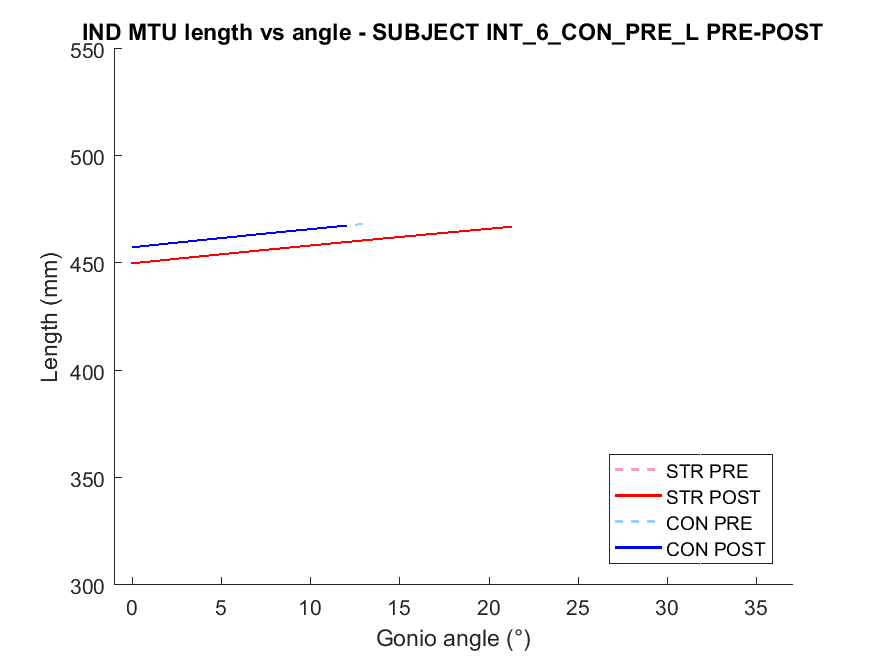 IND MTU length vs angle - SUBJECT INT_6_CON_PRE_L PRE-POST
550
500
450
400
350
300
Length (mm)
0 5 10 15 20 25 30 35
Gonio angle (°)
STR PRE
STR POST
CON PRE
CON POST